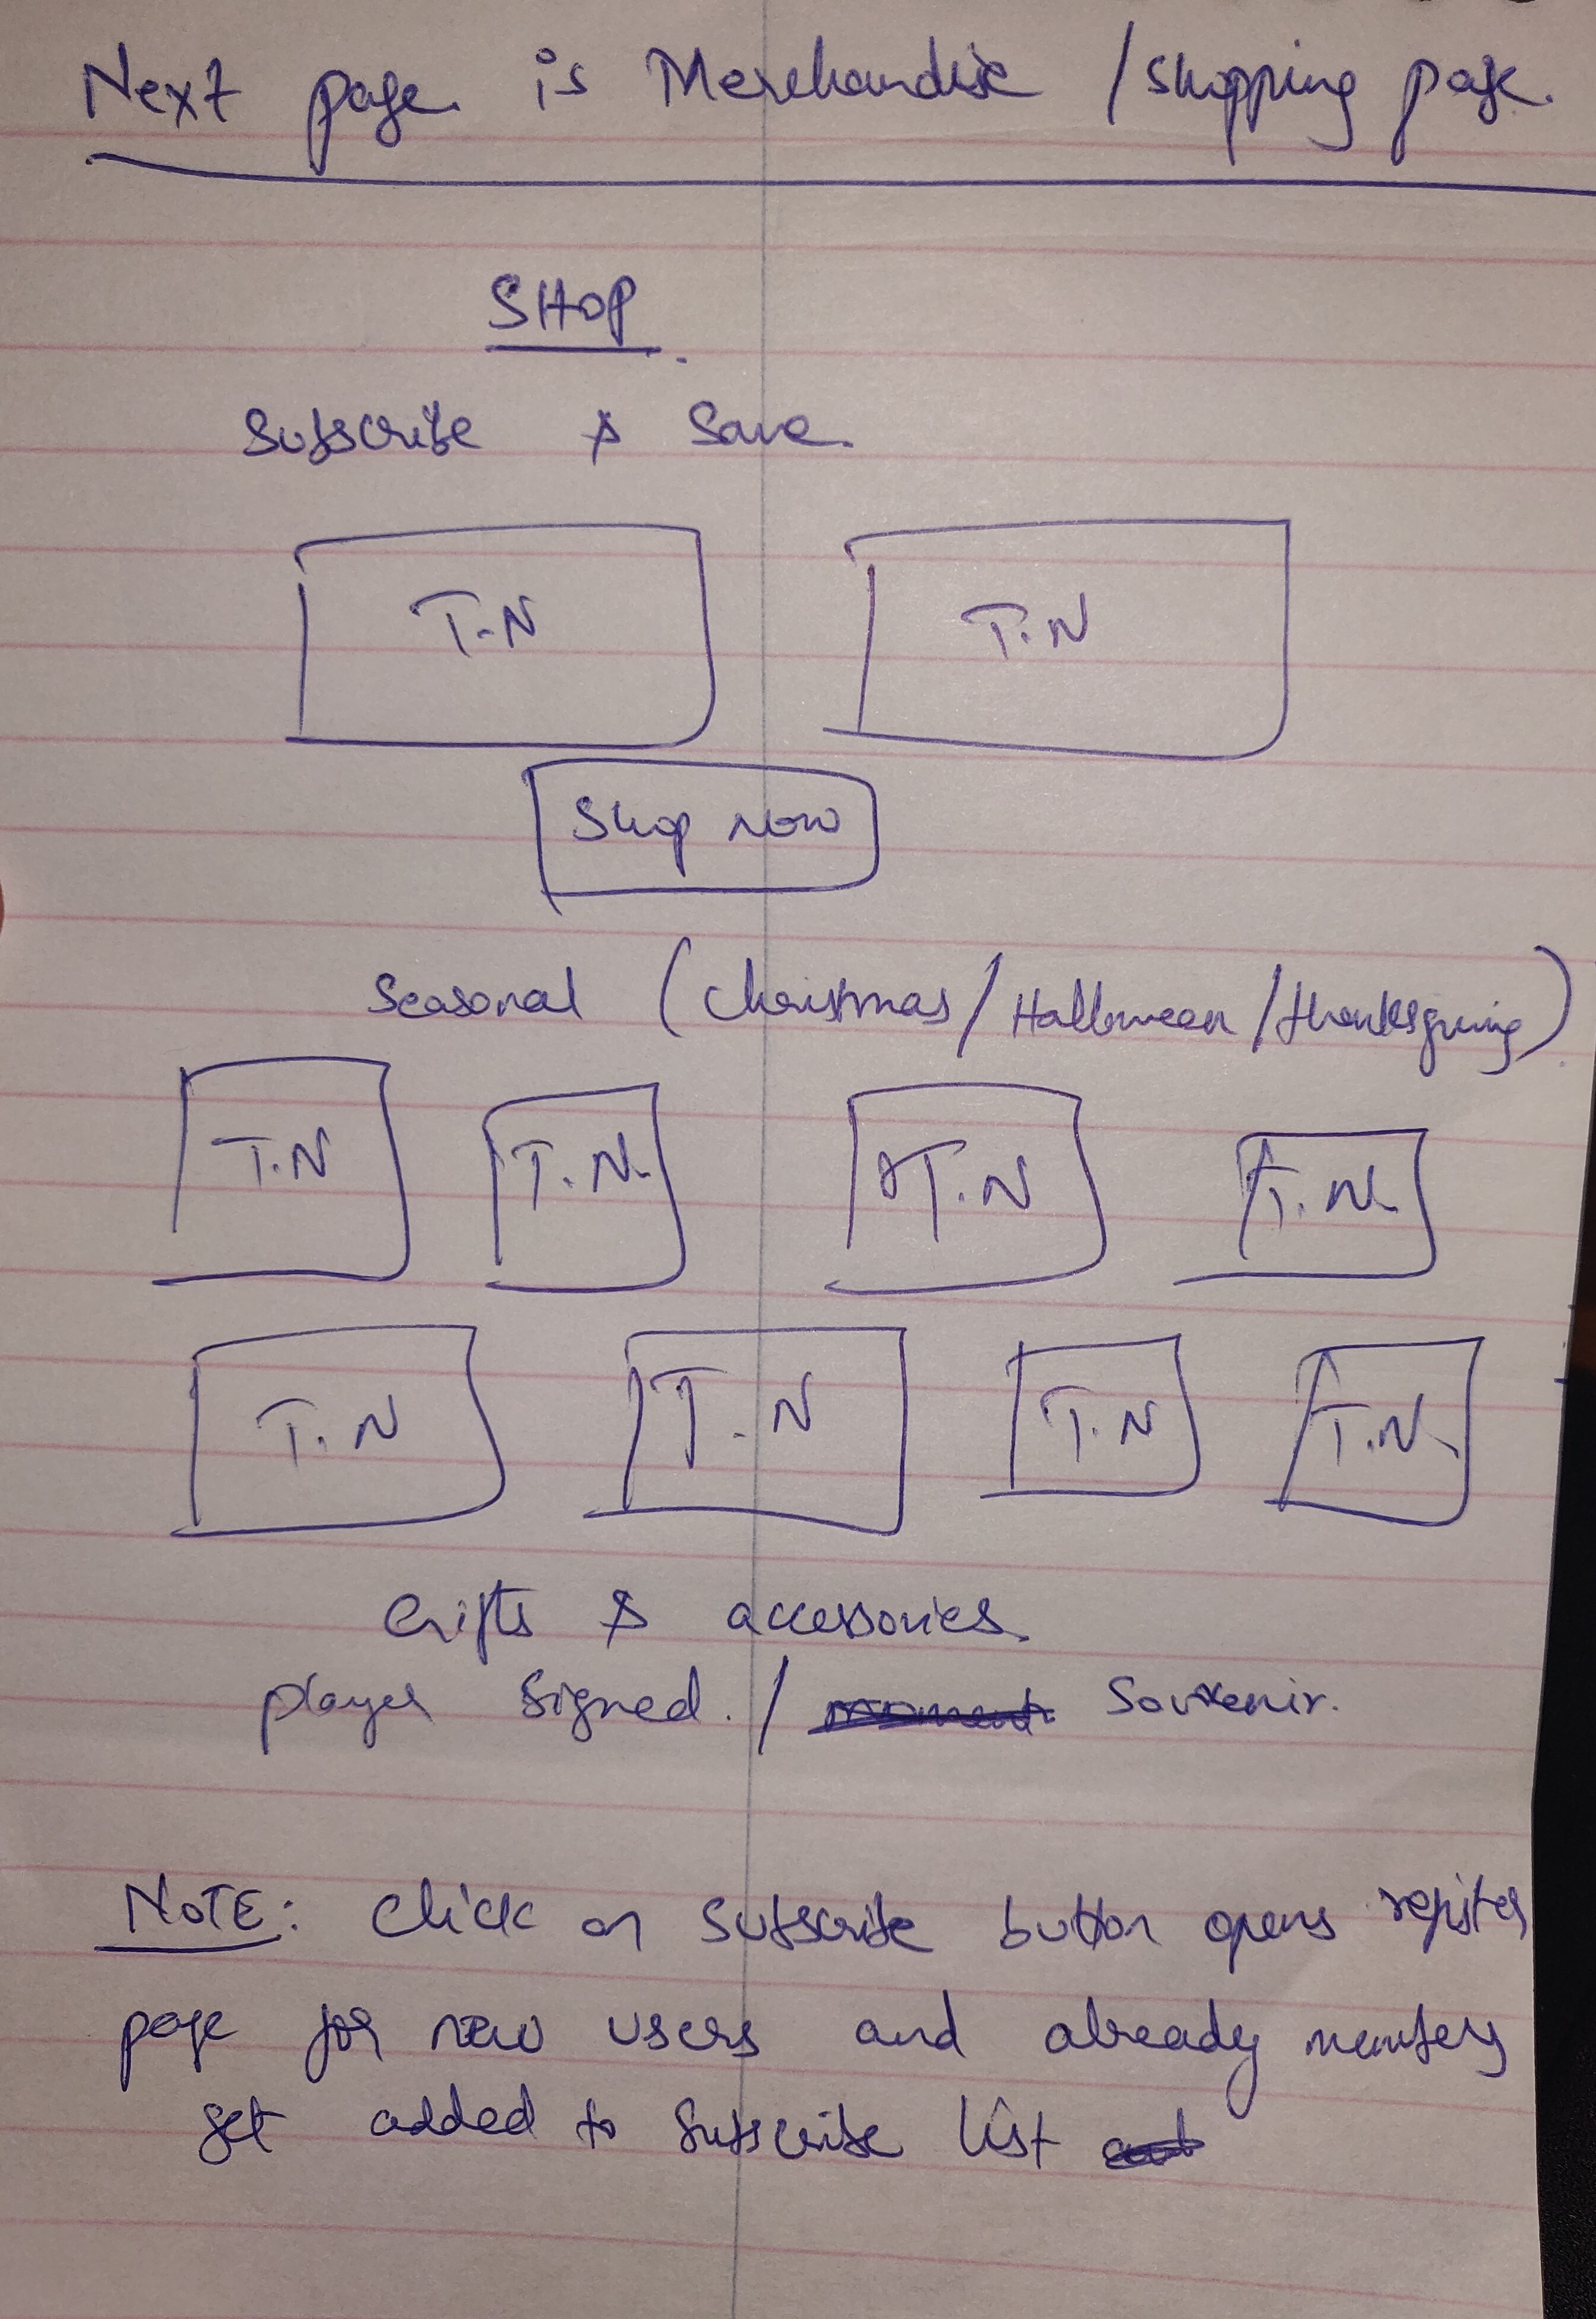 Next page is Merchandise / shopping page.
SHOP
Subscribe & Save.
T.N T.N
Shop Now
Seasonal (Christmas / Halloween / thanksgiving)
T.N T.N. T.N T.N.
T.N T.N T.N T.N.
Gifts & accessories.
player signed. / Souvenir.
NOTE: Click on Subscribe button opens register
page for new users and already members
get added to Subscribe list